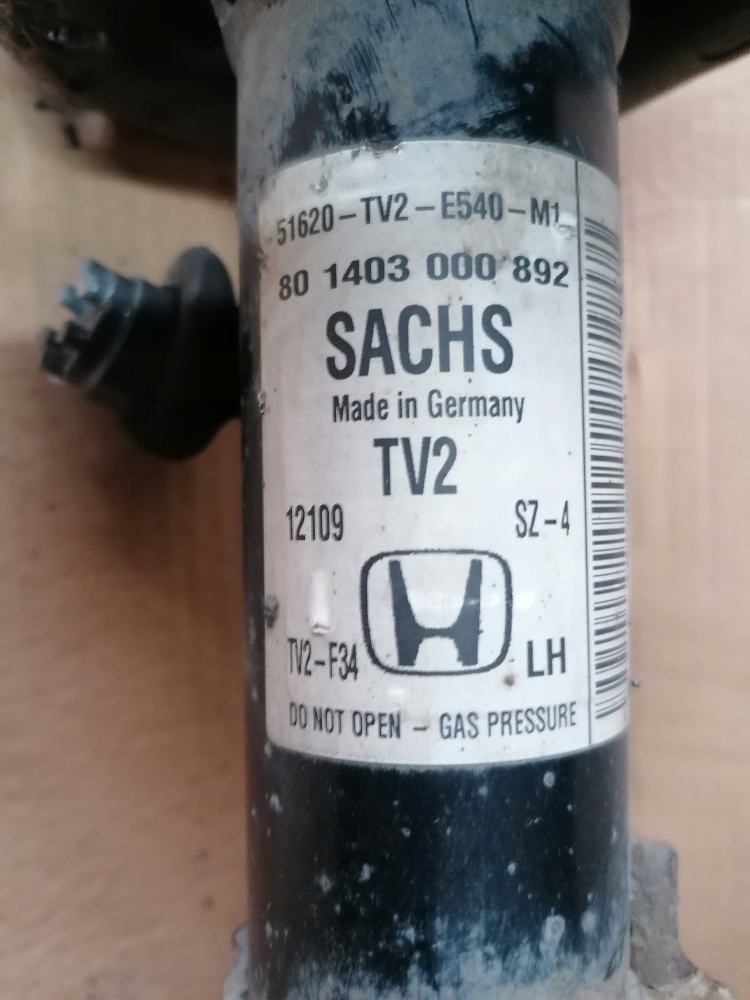 51620-TV2-E540-M1
80 1403 000 892
SACHS
Made in Germany
TV2
12109 SZ-4
TV2-F34 LH
DO NOT OPEN - GAS PRESSURE